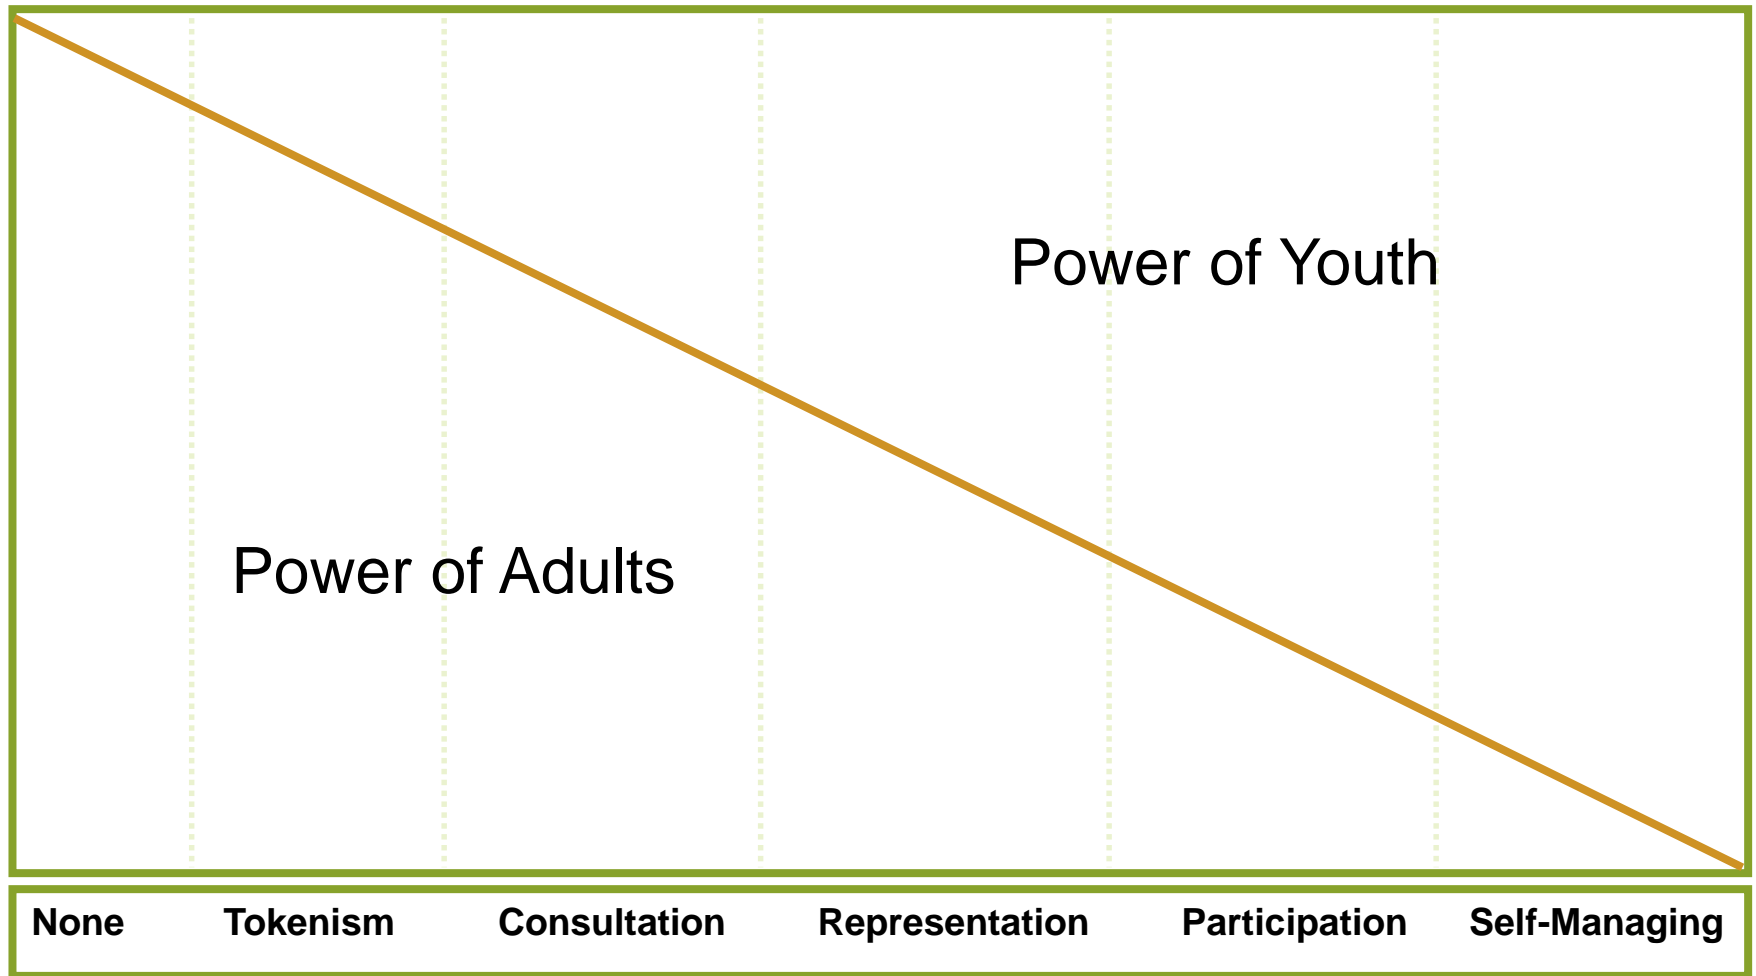 Power of Youth
Power of Adults
None Tokenism Consultation Representation Participation Self-Managing